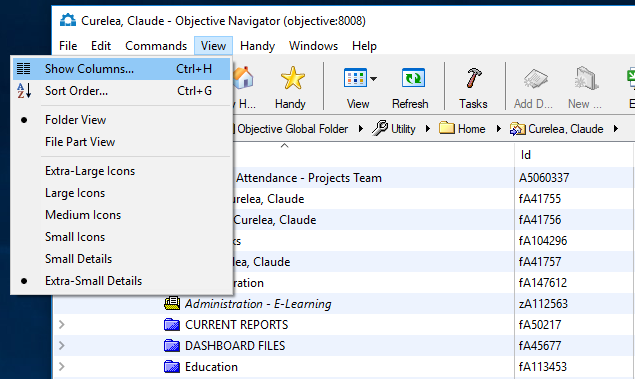 Curelea, Claude - Objective Navigator (objective:8008)
File Edit Commands View Handy Windows Help
Show Columns... Ctrl+H
Sort Order... Ctrl+G
Folder View
File Part View
Extra-Large Icons
Large Icons
Medium Icons
Small Icons
Small Details
Extra-Small Details
H... Handy View Refresh Tasks Add D... New ...
Objective Global Folder Utility Home Curelea, Claude
Id
Attendance - Projects Team A5060337
Curelea, Claude fA41755
Curelea, Claude fA41756
ks fA104296
lea, Claude fA41757
ration fA147612
Administration - E-Learning zA112563
CURRENT REPORTS fA50217
DASHBOARD FILES fA45677
Education fA113453